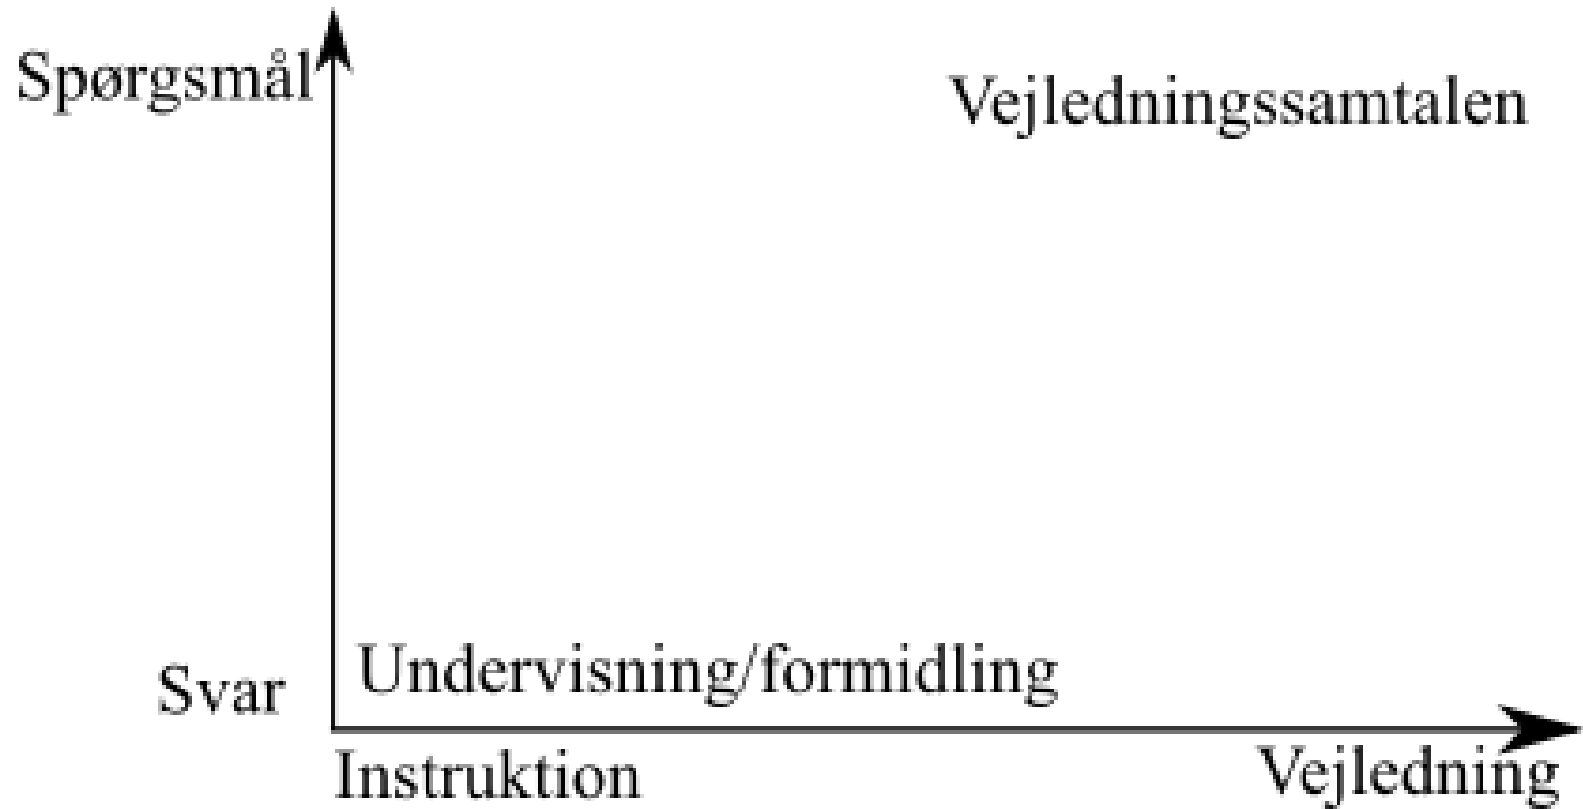 Spørgsmål
Vejledningssamtalen
Svar
Undervisning/formidling
Instruktion
Vejledning